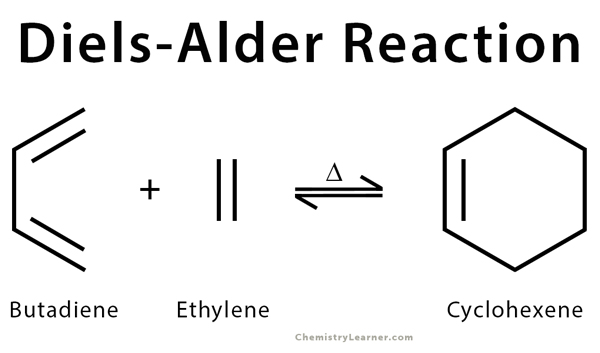 Diels-Alder Reaction
+
Δ
Butadiene
Ethylene
Cyclohexene
ChemistryLearner.com